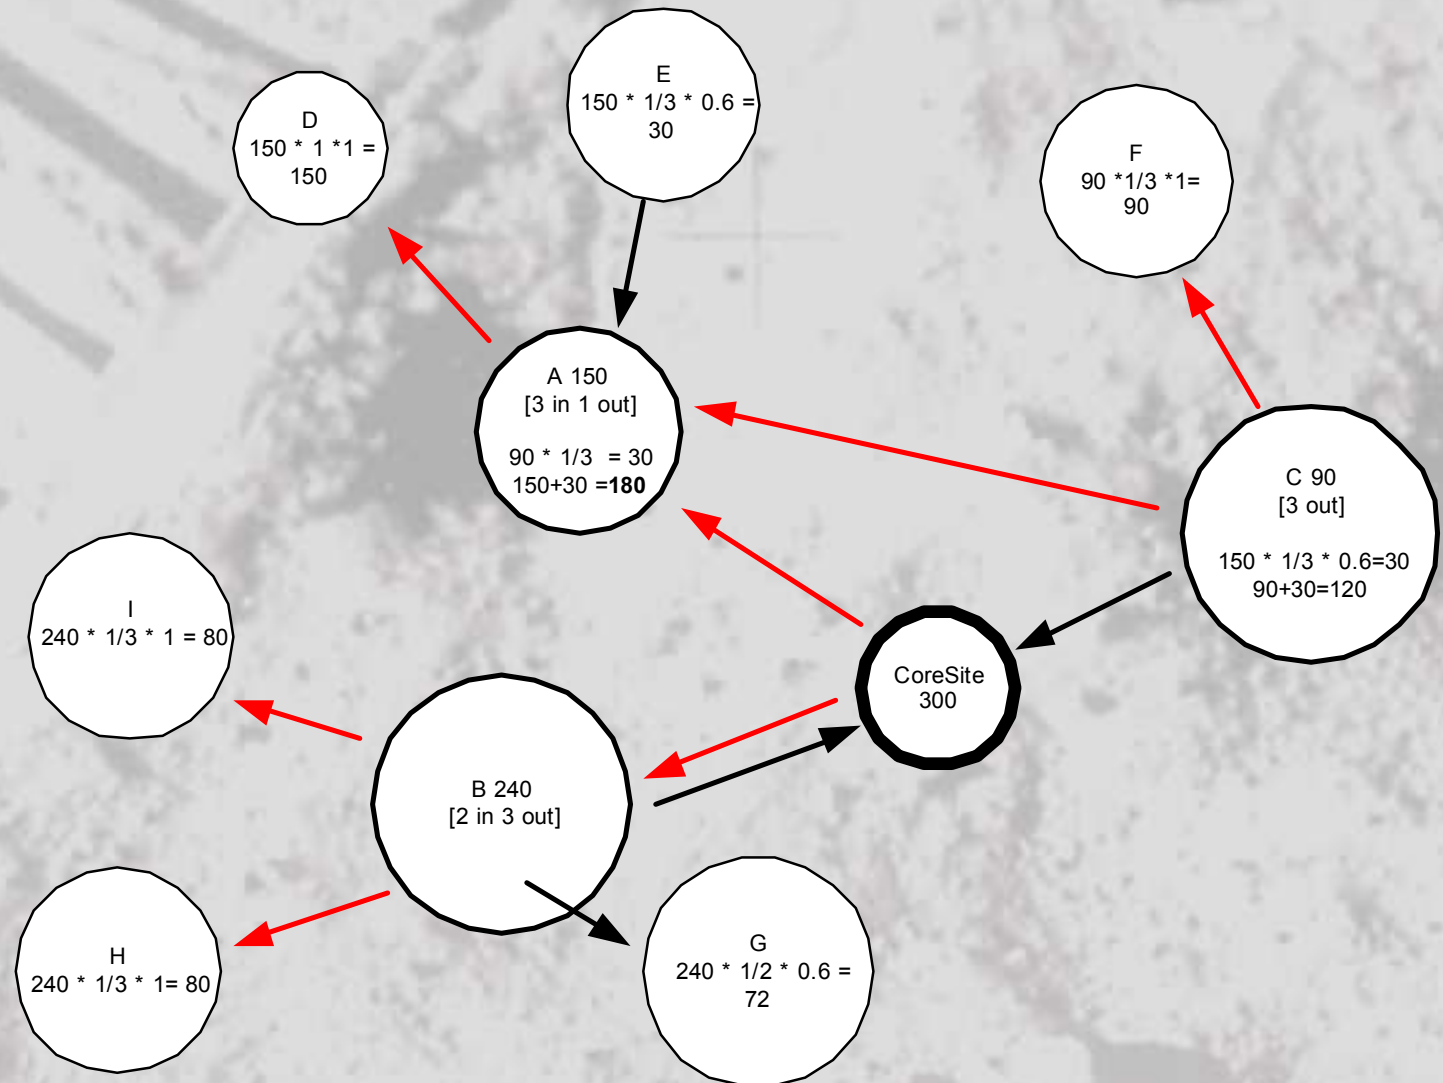 E
150 * 1/3 * 0.6 =
30
D
150 * 1 *1 =
150
F
90 *1/3 *1=
90
A 150
[3 in 1 out]
90 * 1/3 = 30
150+30 =180
C 90
[3 out]
150 * 1/3 * 0.6=30
90+30=120
I
240 * 1/3 * 1 = 80
CoreSite
300
B 240
[2 in 3 out]
H
240 * 1/3 * 1= 80
G
240 * 1/2 * 0.6 =
72